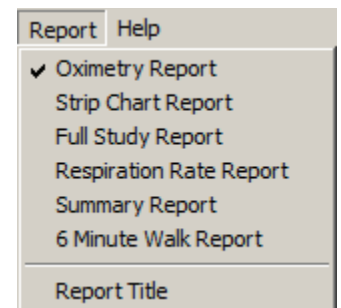 Report Help
Oximetry Report
Strip Chart Report
Full Study Report
Respiration Rate Report
Summary Report
6 Minute Walk Report
Report Title